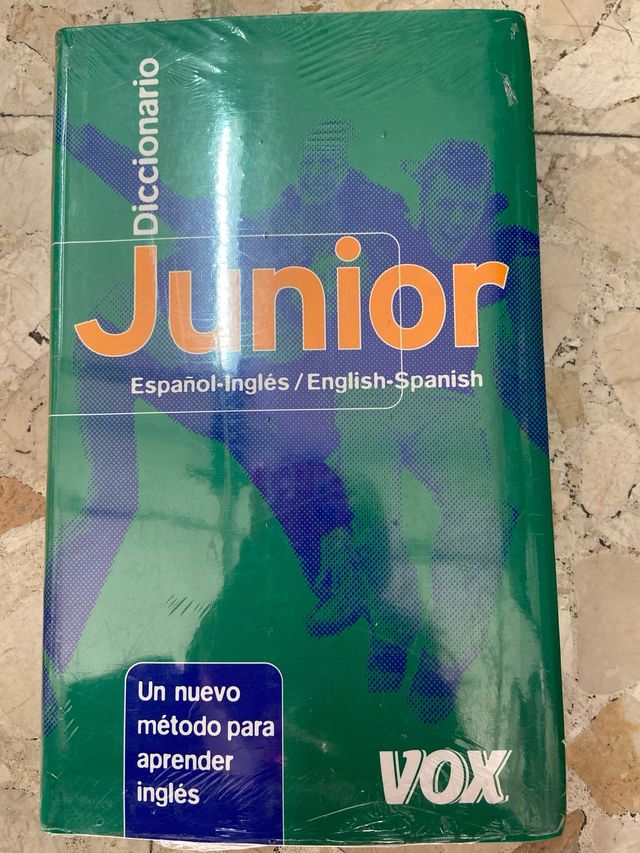 Diccionario
Junior
Español-Inglés / English-Spanish
Un nuevo
método para
aprender
inglés
VOX